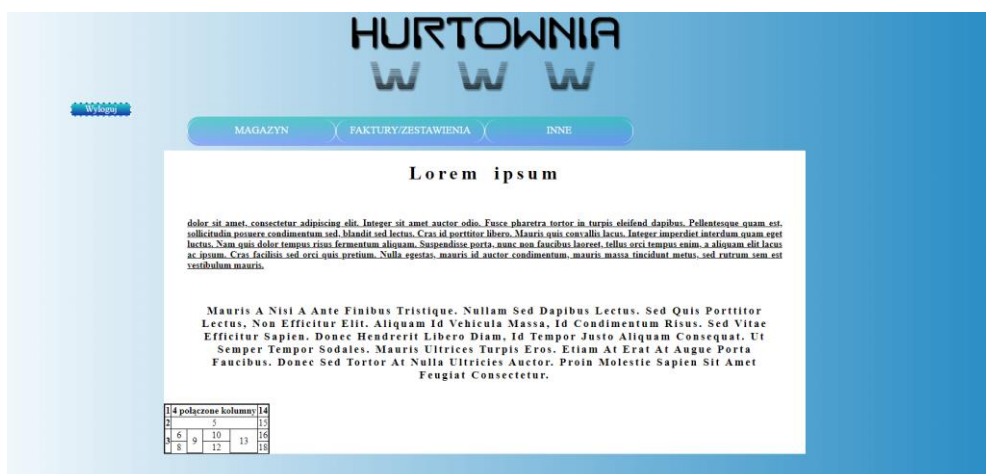 HURTOWNIA
W W W
Wyloguj
MAGAZYN FAKTURY/ZESTAWIENIA INNE
Lorem ipsum
dolor sit amet, consectetur adipiscing elit. Integer sit amet auctor odio. Fusce pharetra tortor in turpis eleifend dapibus. Pellentesque quam est,
sollicitudin posuere condimentum sed, blandit sed lectus. Cras id porttitor libero. Mauris quis convallis lacus. Integer imperdiet interdum quam eget
luctus. Nam quis dolor tempus risus fermentum aliquam. Suspendisse porta, nunc non faucibus laoreet, tellus orci tempus enim, a aliquam elit lacus
ac ipsum. Cras facilisis sed orci quis pretium. Nulla egestas, mauris id auctor condimentum, mauris massa tincidunt metus, sed rutrum sem est
vestibulum mauris.
Mauris A Nisi A Ante Finibus Tristique. Nullam Sed Dapibus Lectus. Sed Quis Porttitor
Lectus, Non Efficitur Elit. Aliquam Id Vehicula Massa, Id Condimentum Risus. Sed Vitae
Efficitur Sapien. Donec Hendrerit Libero Diam, Id Tempor Justo Aliquam Consequat. Ut
Semper Tempor Sodales. Mauris Ultrices Turpis Eros. Etiam At Erat At Augue Porta
Faucibus. Donec Sed Tortor At Nulla Ultricies Auctor. Proin Molestie Sapien Sit Amet
Feugiat Consectetur.
1 4 połączone kolumny 14
2 5 15
3 6 9 10 13 16
8 12 18